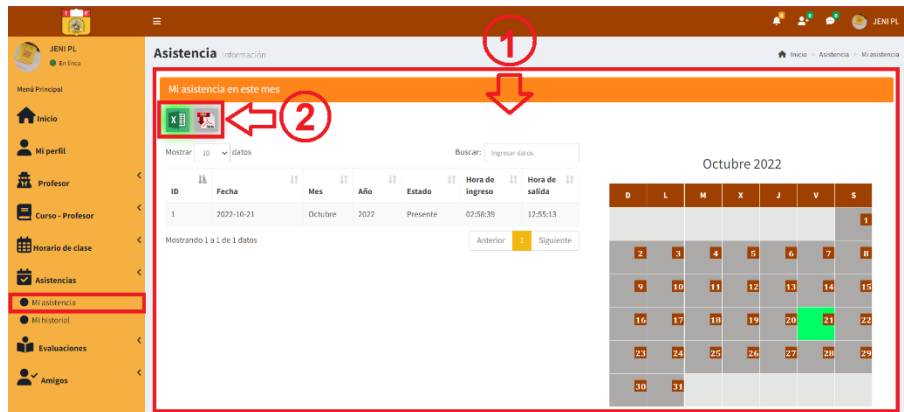 JENI PL
JENI PL
En línea
Asistencia Información
Inicio > Asistencia > Mi asistencia
1
Menú Principal
Inicio
Mi perfil
Profesor
Curso - Profesor
Horario de clase
Asistencias
Mi asistencia
Mi historial
Evaluaciones
Amigos
Mi asistencia en este mes
2
Mostrar 10 datos
Buscar: Ingresar datos
ID Fecha Mes Año Estado Hora de ingreso Hora de salida
1 2022-10-21 Octubre 2022 Presente 02:58:39 12:55:13
Mostrando 1 a 1 de 1 datos
Anterior 1 Siguiente
Octubre 2022
D L M X J V S
1
2 3 4 5 6 7 8
9 10 11 12 13 14 15
16 17 18 19 20 21 22
23 24 25 26 27 28 29
30 31